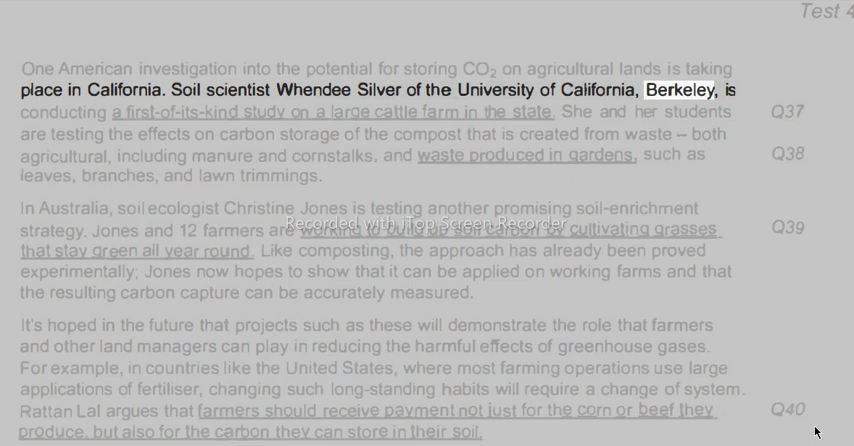 Test 4
One American investigation into the potential for storing CO₂ on agricultural lands is taking
place in California. Soil scientist Whendee Silver of the University of California, Berkeley, is
conducting a first-of-its-kind study on a large cattle farm in the state. She and her students
Q37
are testing the effects on carbon storage of the compost that is created from waste – both
agricultural, including manure and cornstalks, and waste produced in gardens, such as
Q38
leaves, branches, and lawn trimmings.
In Australia, soil ecologist Christine Jones is testing another promising soil-enrichment
Recorded with iTop Screen Recorder
strategy. Jones and 12 farmers are working to build up soil carbon by cultivating grasses
Q39
that stay green all year round. Like composting, the approach has already been proved
experimentally; Jones now hopes to show that it can be applied on working farms and that
the resulting carbon capture can be accurately measured.
It's hoped in the future that projects such as these will demonstrate the role that farmers
and other land managers can play in reducing the harmful effects of greenhouse gases.
For example, in countries like the United States, where most farming operations use large
applications of fertiliser, changing such long-standing habits will require a change of system.
Rattan Lal argues that farmers should receive payment not just for the corn or beef they
Q40
produce, but also for the carbon they can store in their soil.